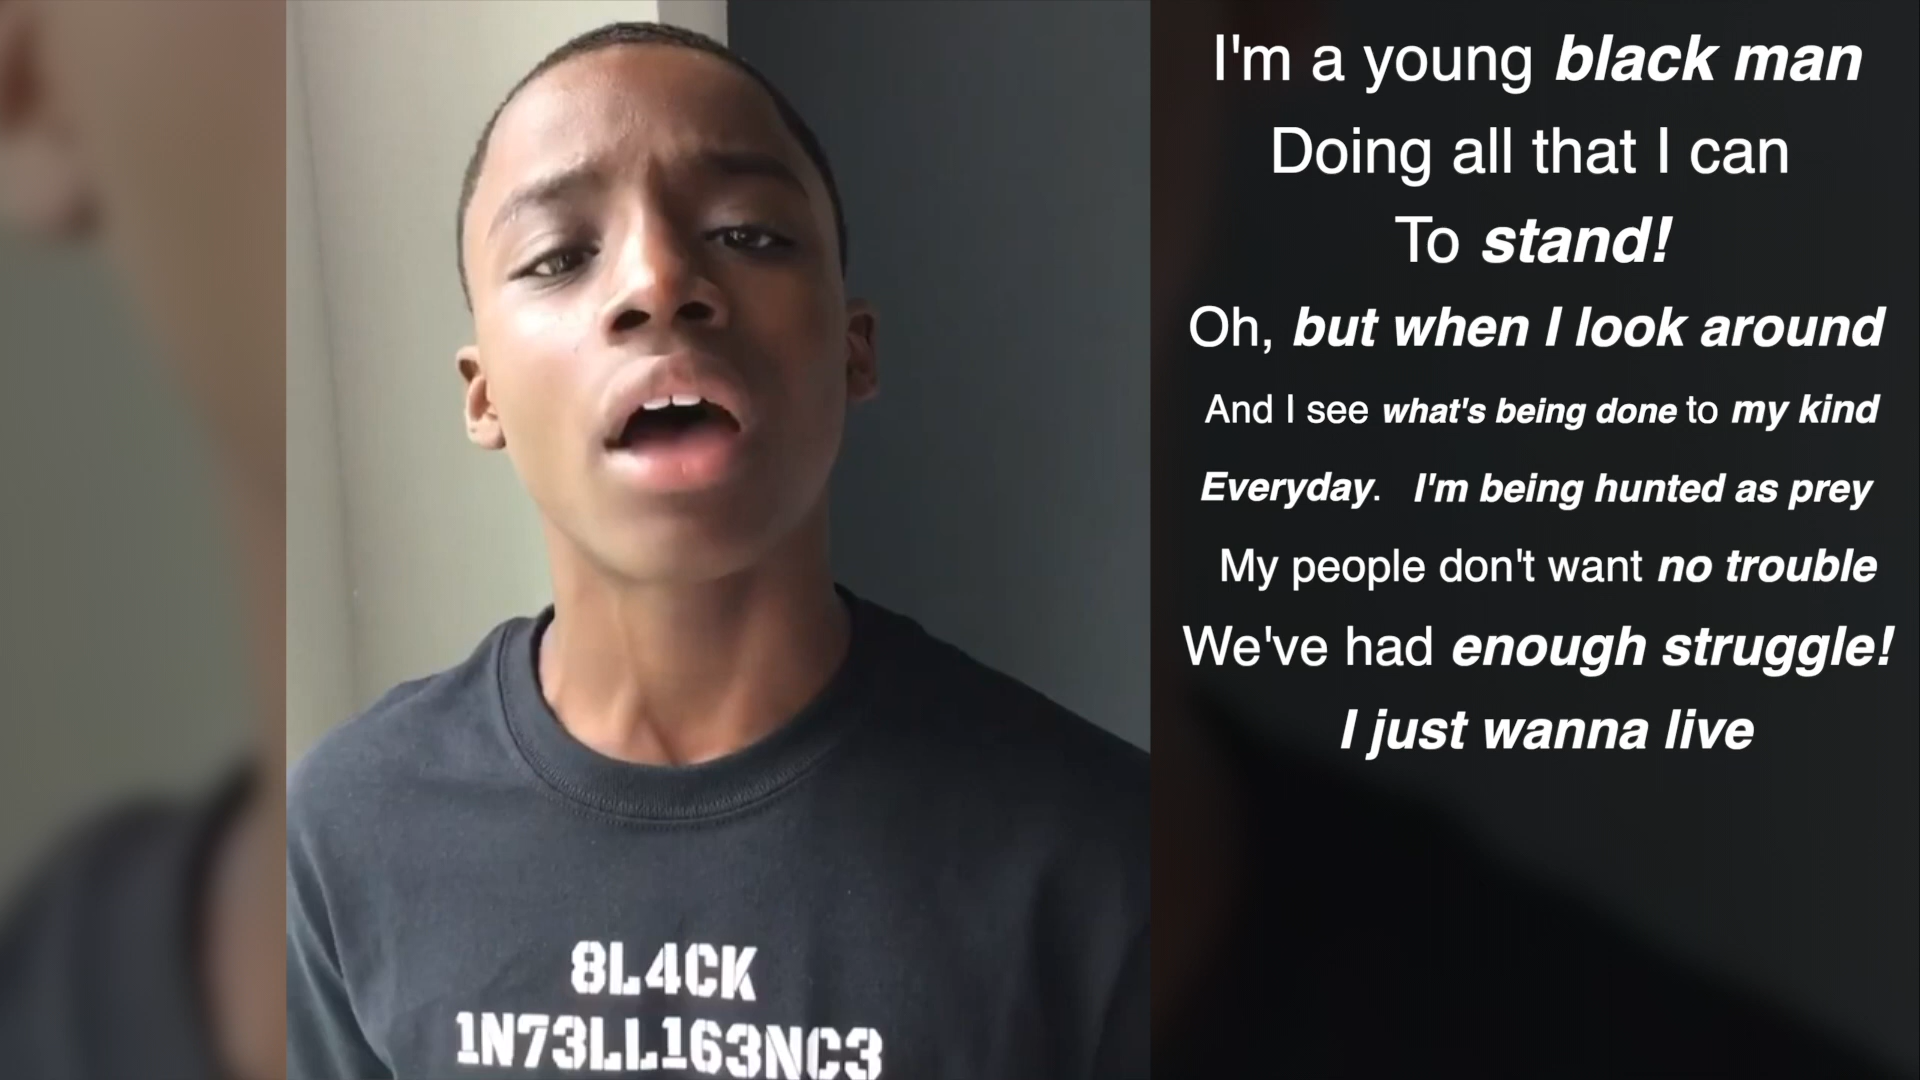 I'm a young black man
Doing all that I can
To stand!
Oh, but when I look around
And I see what's being done to my kind
Everyday. I'm being hunted as prey
My people don't want no trouble
We've had enough struggle!
I just wanna live
8L4CK
1N73LL163NC3